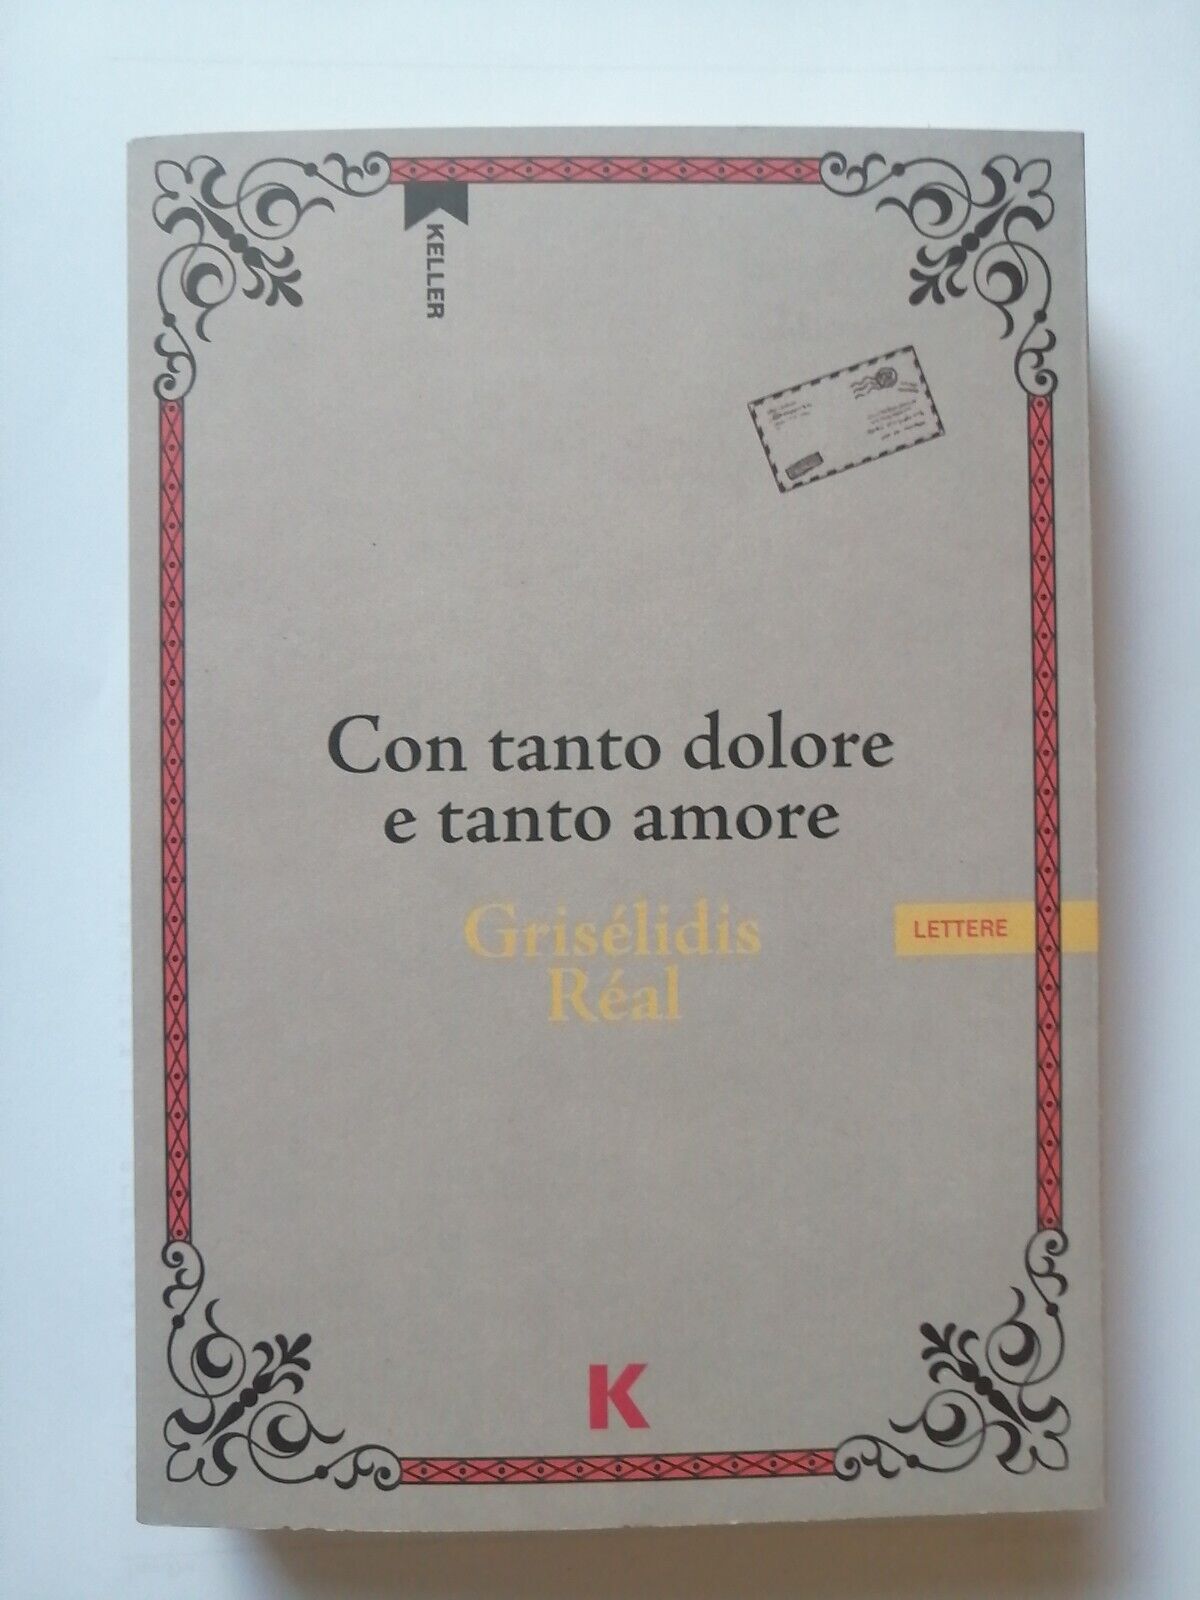 KELLER
Con tanto dolore
e tanto amore
Grisélidis
Réal
LETTERE
K